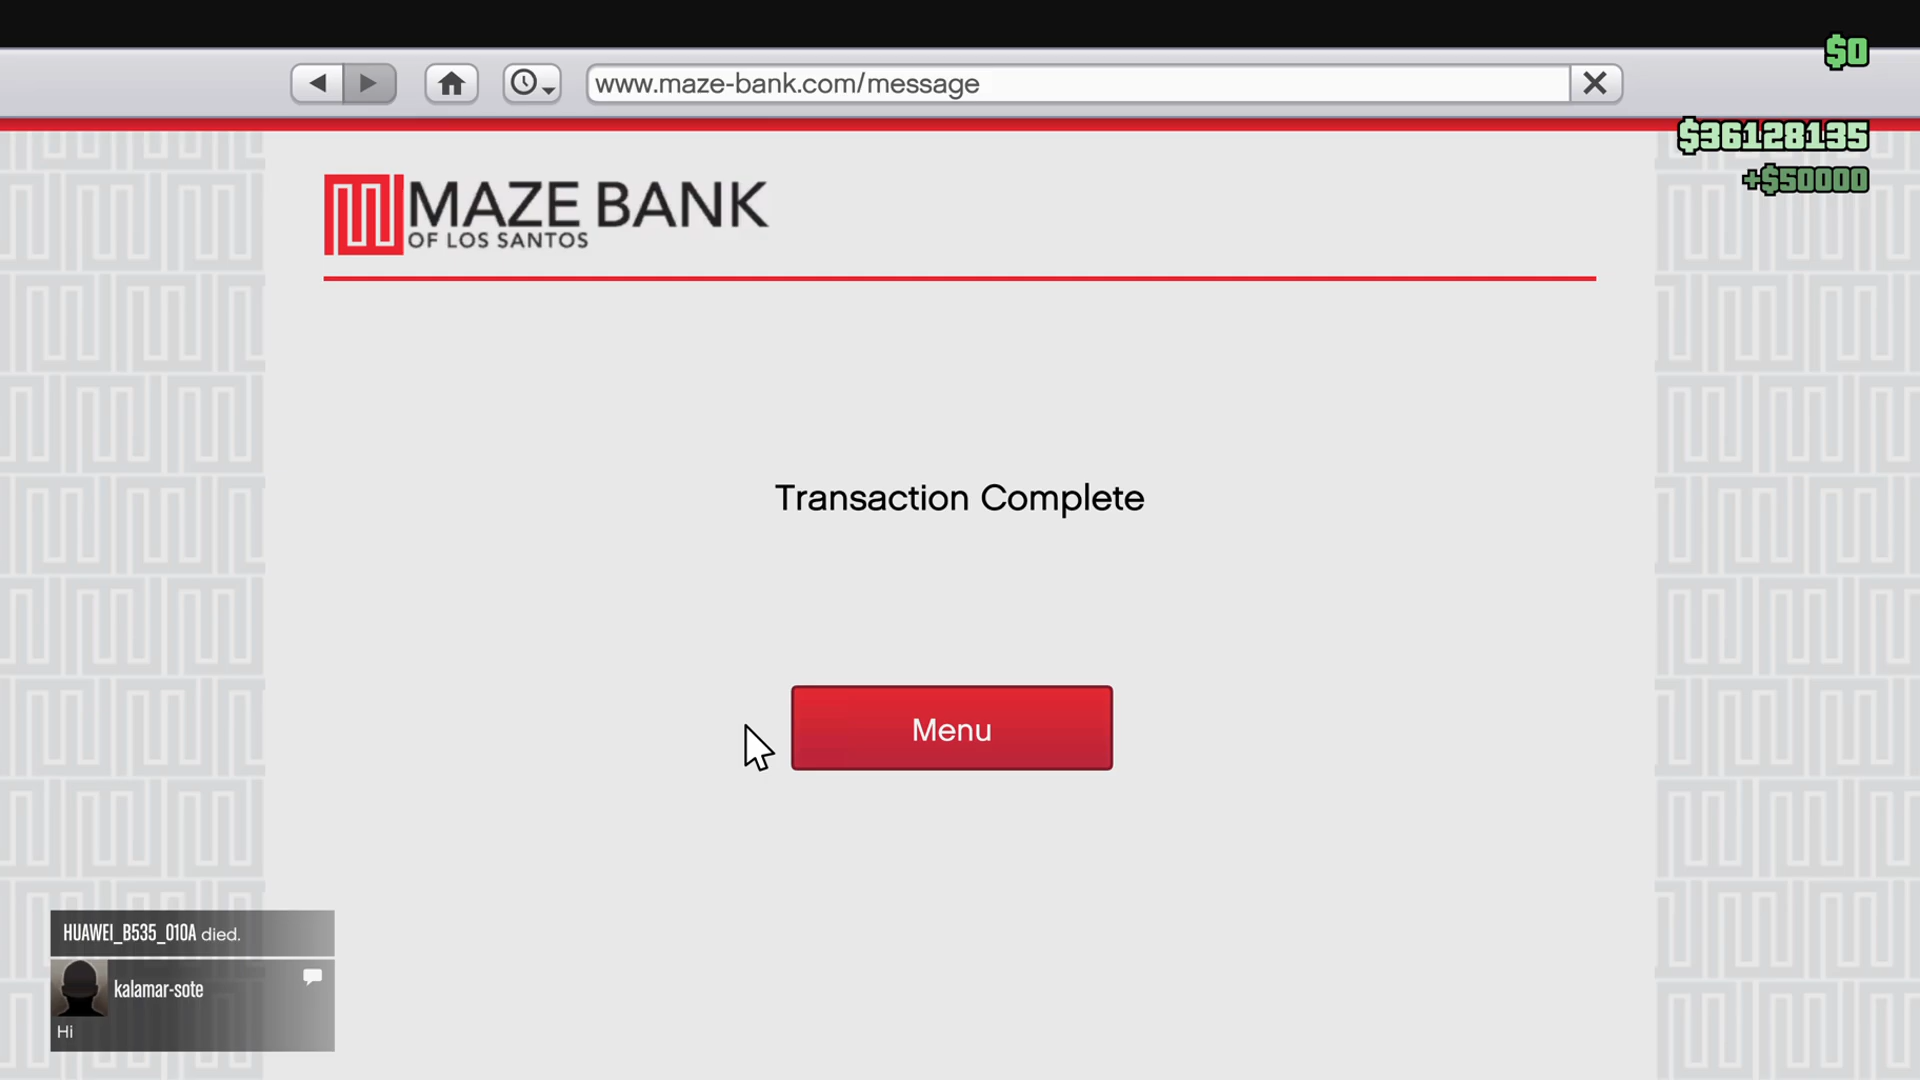 $0
www.maze-bank.com/message
$36128135
+$50000
MAZE BANK
OF LOS SANTOS
Transaction Complete
Menu
HUAWEI_B535_010A died.
kalamar-sote
Hi